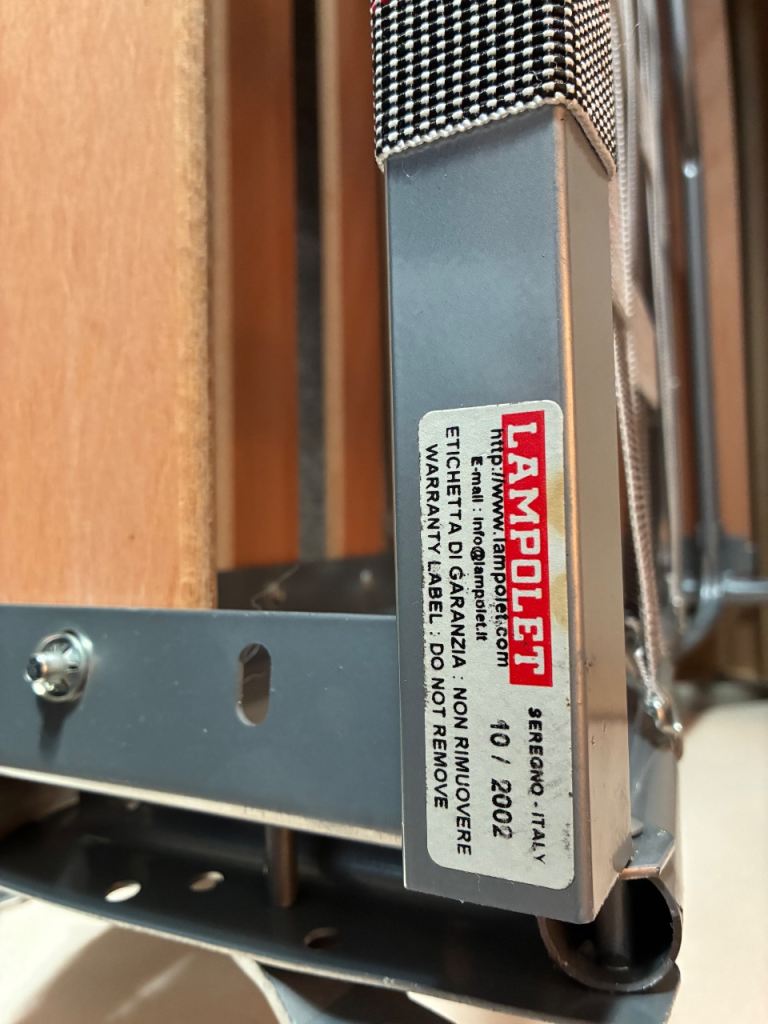 LAMPOLET
SEREGNO - ITALY
http://www.lampolet.com
10 / 2002
E-mail : info@lampolet.it
ETICHETTA DI GARANZIA : NON RIMUOVERE
WARRANTY LABEL : DO NOT REMOVE